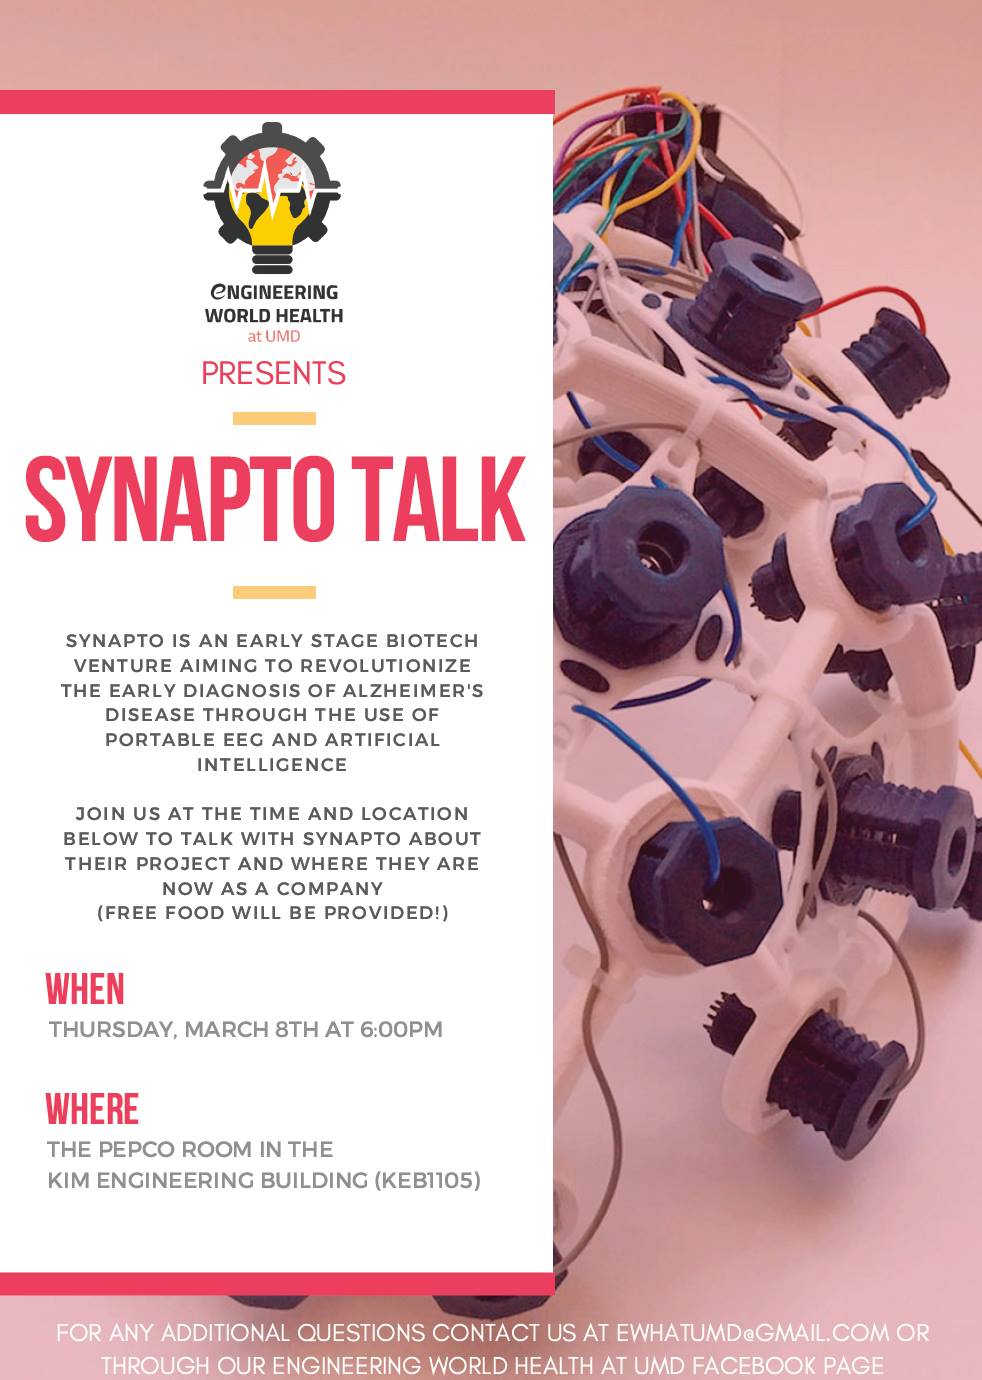 eNGINEERING
WORLD HEALTH
at UMD
PRESENTS
SYNAPTO TALK
SYNAPTO IS AN EARLY STAGE BIOTECH
VENTURE AIMING TO REVOLUTIONIZE
THE EARLY DIAGNOSIS OF ALZHEIMER'S
DISEASE THROUGH THE USE OF
PORTABLE EEG AND ARTIFICIAL
INTELLIGENCE
JOIN US AT THE TIME AND LOCATION
BELOW TO TALK WITH SYNAPTO ABOUT
THEIR PROJECT AND WHERE THEY ARE
NOW AS A COMPANY
(FREE FOOD WILL BE PROVIDED!)
WHEN
THURSDAY, MARCH 8TH AT 6:00PM
WHERE
THE PEPCO ROOM IN THE
KIM ENGINEERING BUILDING (KEB1105)
FOR ANY ADDITIONAL QUESTIONS CONTACT US AT EWHATUMD@GMAIL.COM OR
THROUGH OUR ENGINEERING WORLD HEALTH AT UMD FACEBOOK PAGE